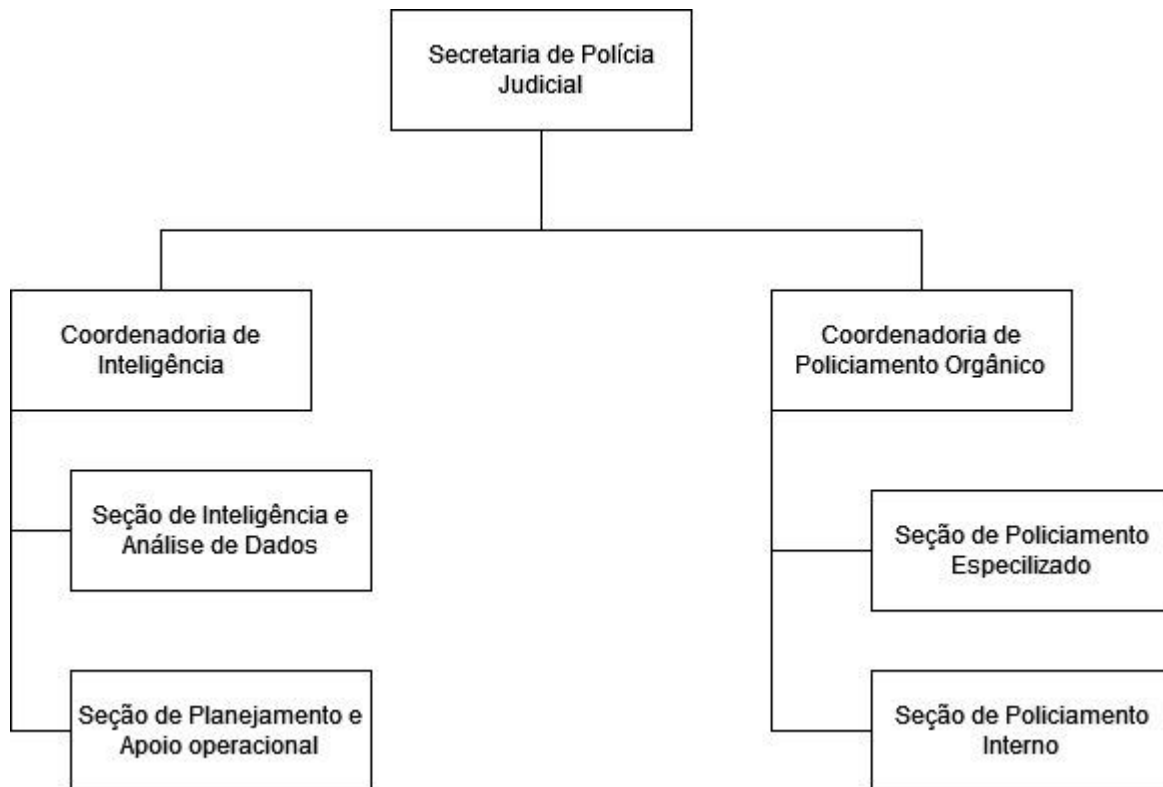 Secretaria de Polícia
Judicial
Coordenadoria de
Inteligência
Coordenadoria de
Policiamento Orgânico
Seção de Inteligência e
Análise de Dados
Seção de Policiamento
Especilizado
Seção de Planejamento e
Apoio operacional
Seção de Policiamento
Interno